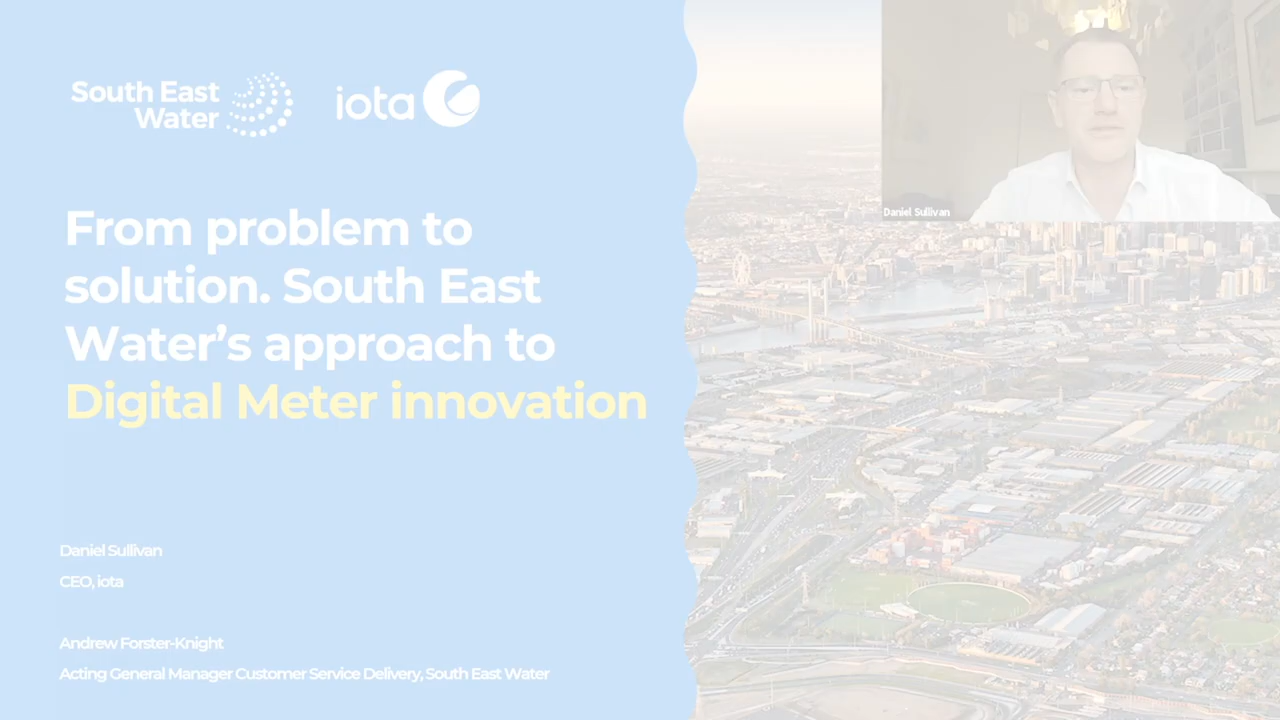 South East
Water
iota
Daniel Sullivan
From problem to
solution. South East
Water’s approach to
Digital Meter innovation
Daniel Sullivan
CEO, iota
Andrew Forster-Knight
Acting General Manager Customer Service Delivery, South East Water